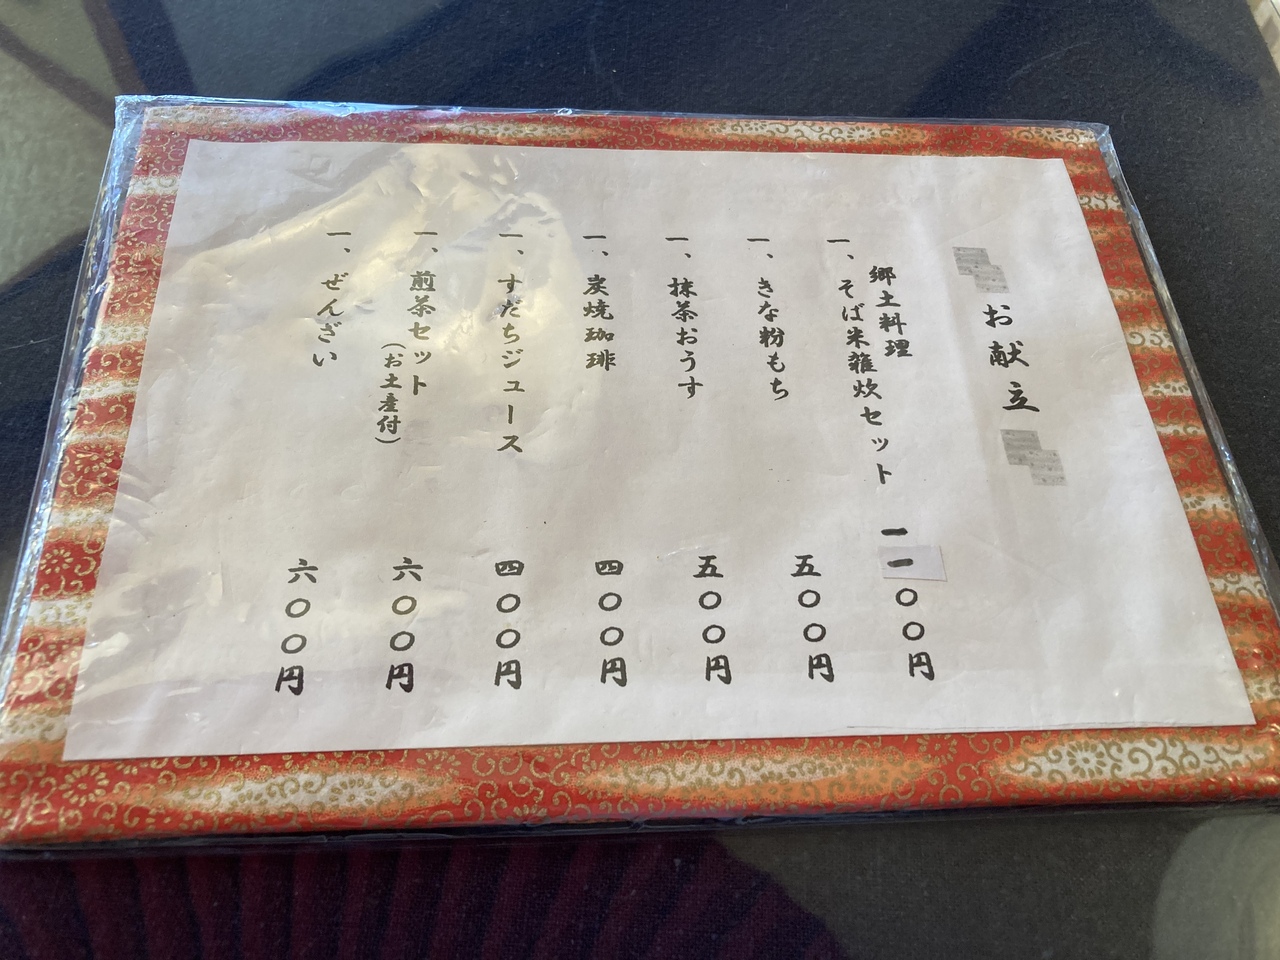 お献立
郷土料理
一、そば米雑炊セット 一一〇〇円
一、きな粉もち 五〇〇円
一、抹茶おうす 五〇〇円
一、炭焼珈琲 四〇〇円
一、すだちジュース 四〇〇円
一、煎茶セット 六〇〇円
(お土産付)
一、ぜんざい 六〇〇円